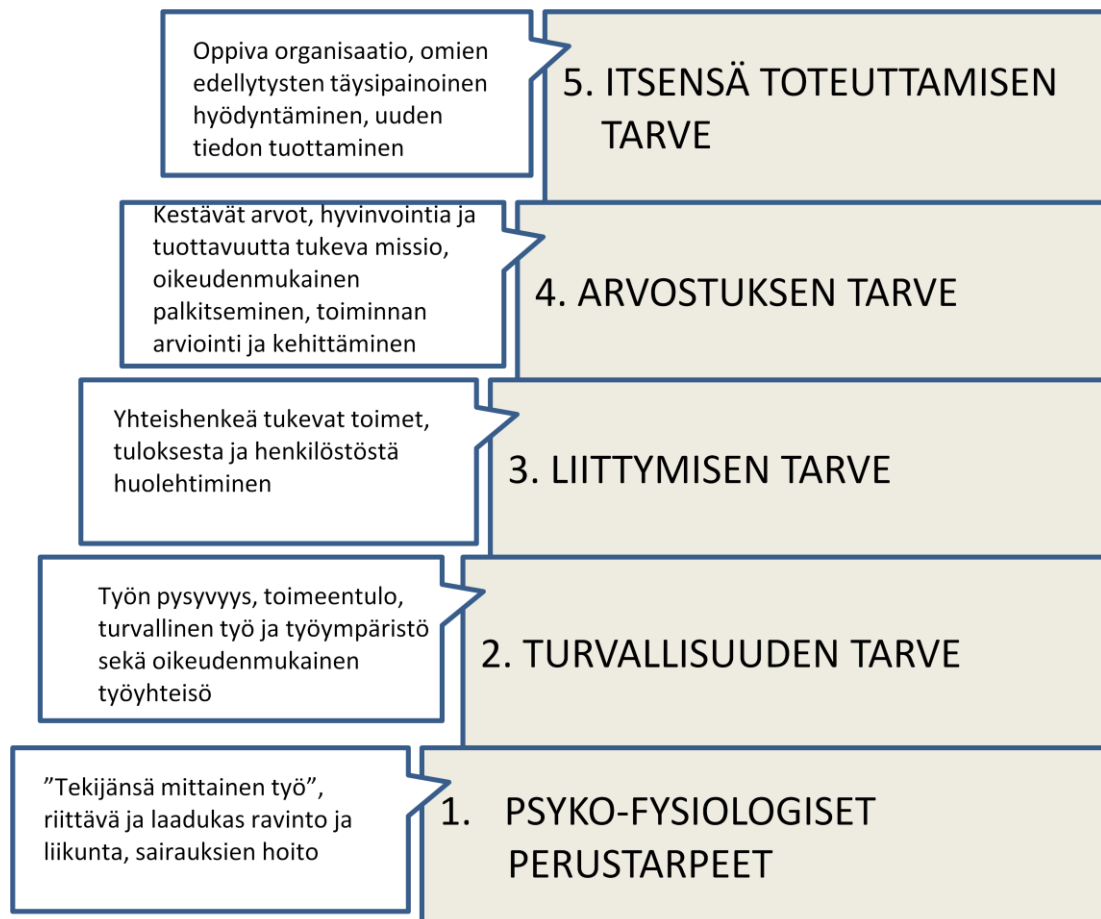 Oppiva organisaatio, omien
edellytysten täysipainoinen
hyödyntäminen, uuden
tiedon tuottaminen
5. ITSENSÄ TOTEUTTAMISEN
TARVE
Kestävät arvot, hyvinvointia ja
tuottavuutta tukeva missio,
oikeudenmukainen
palkitseminen, toiminnan
arviointi ja kehittäminen
4. ARVOSTUKSEN TARVE
Yhteishenkeä tukevat toimet,
tuloksesta ja henkilöstöstä
huolehtiminen
3. LIITTYMISEN TARVE
Työn pysyvyys, toimeentulo,
turvallinen työ ja työympäristö
sekä oikeudenmukainen
työyhteisö
2. TURVALLISUUDEN TARVE
”Tekijänsä mittainen työ”,
riittävä ja laadukas ravinto ja
liikunta, sairauksien hoito
1. PSYKO-FYSIOLOGISET
PERUSTARPEET